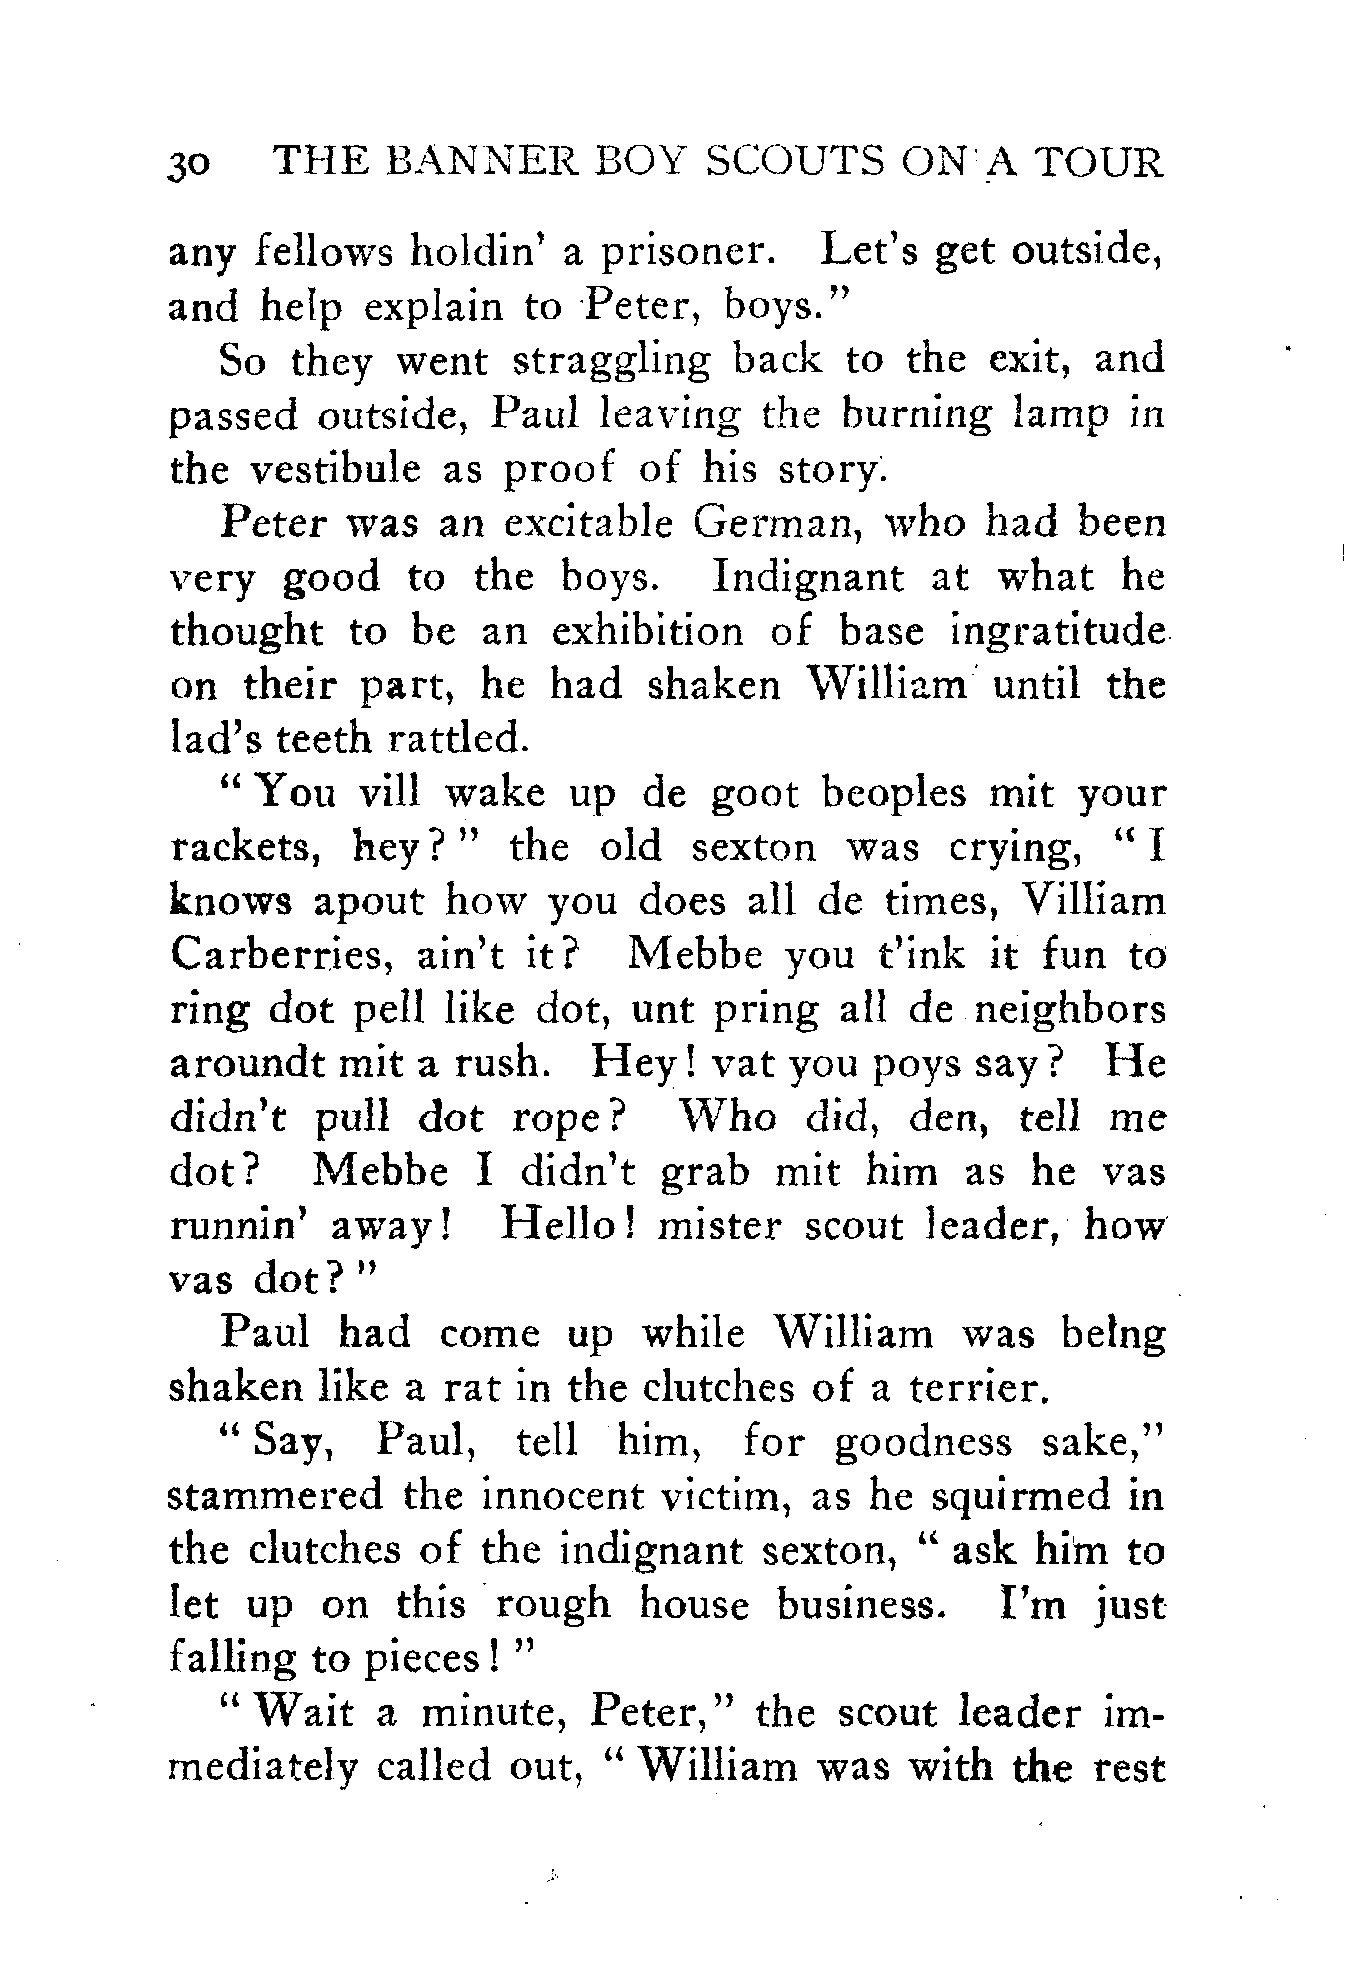 30 THE BANNER BOY SCOUTS ON A TOUR
any fellows holdin' a prisoner. Let's get outside,
and help explain to Peter, boys."
So they went straggling back to the exit, and
passed outside, Paul leaving the burning lamp in
the vestibule as proof of his story.
Peter was an excitable German, who had been
very good to the boys. Indignant at what he
thought to be an exhibition of base ingratitude
on their part, he had shaken William until the
lad's teeth rattled.
" You vill wake up de goot beoples mit your
rackets, hey? " the old sexton was crying, " I
knows apout how you does all de times, Villiam
Carberries, ain't it? Mebbe you t'ink it fun to
ring dot pell like dot, unt pring all de neighbors
aroundt mit a rush. Hey! vat you poys say? He
didn't pull dot rope? Who did, den, tell me
dot? Mebbe I didn't grab mit him as he vas
runnin' away! Hello! mister scout leader, how
vas dot? "
Paul had come up while William was being
shaken like a rat in the clutches of a terrier.
" Say, Paul, tell him, for goodness sake,"
stammered the innocent victim, as he squirmed in
the clutches of the indignant sexton, " ask him to
let up on this rough house business. I'm just
falling to pieces! "
" Wait a minute, Peter," the scout leader im-
mediately called out, " William was with the rest